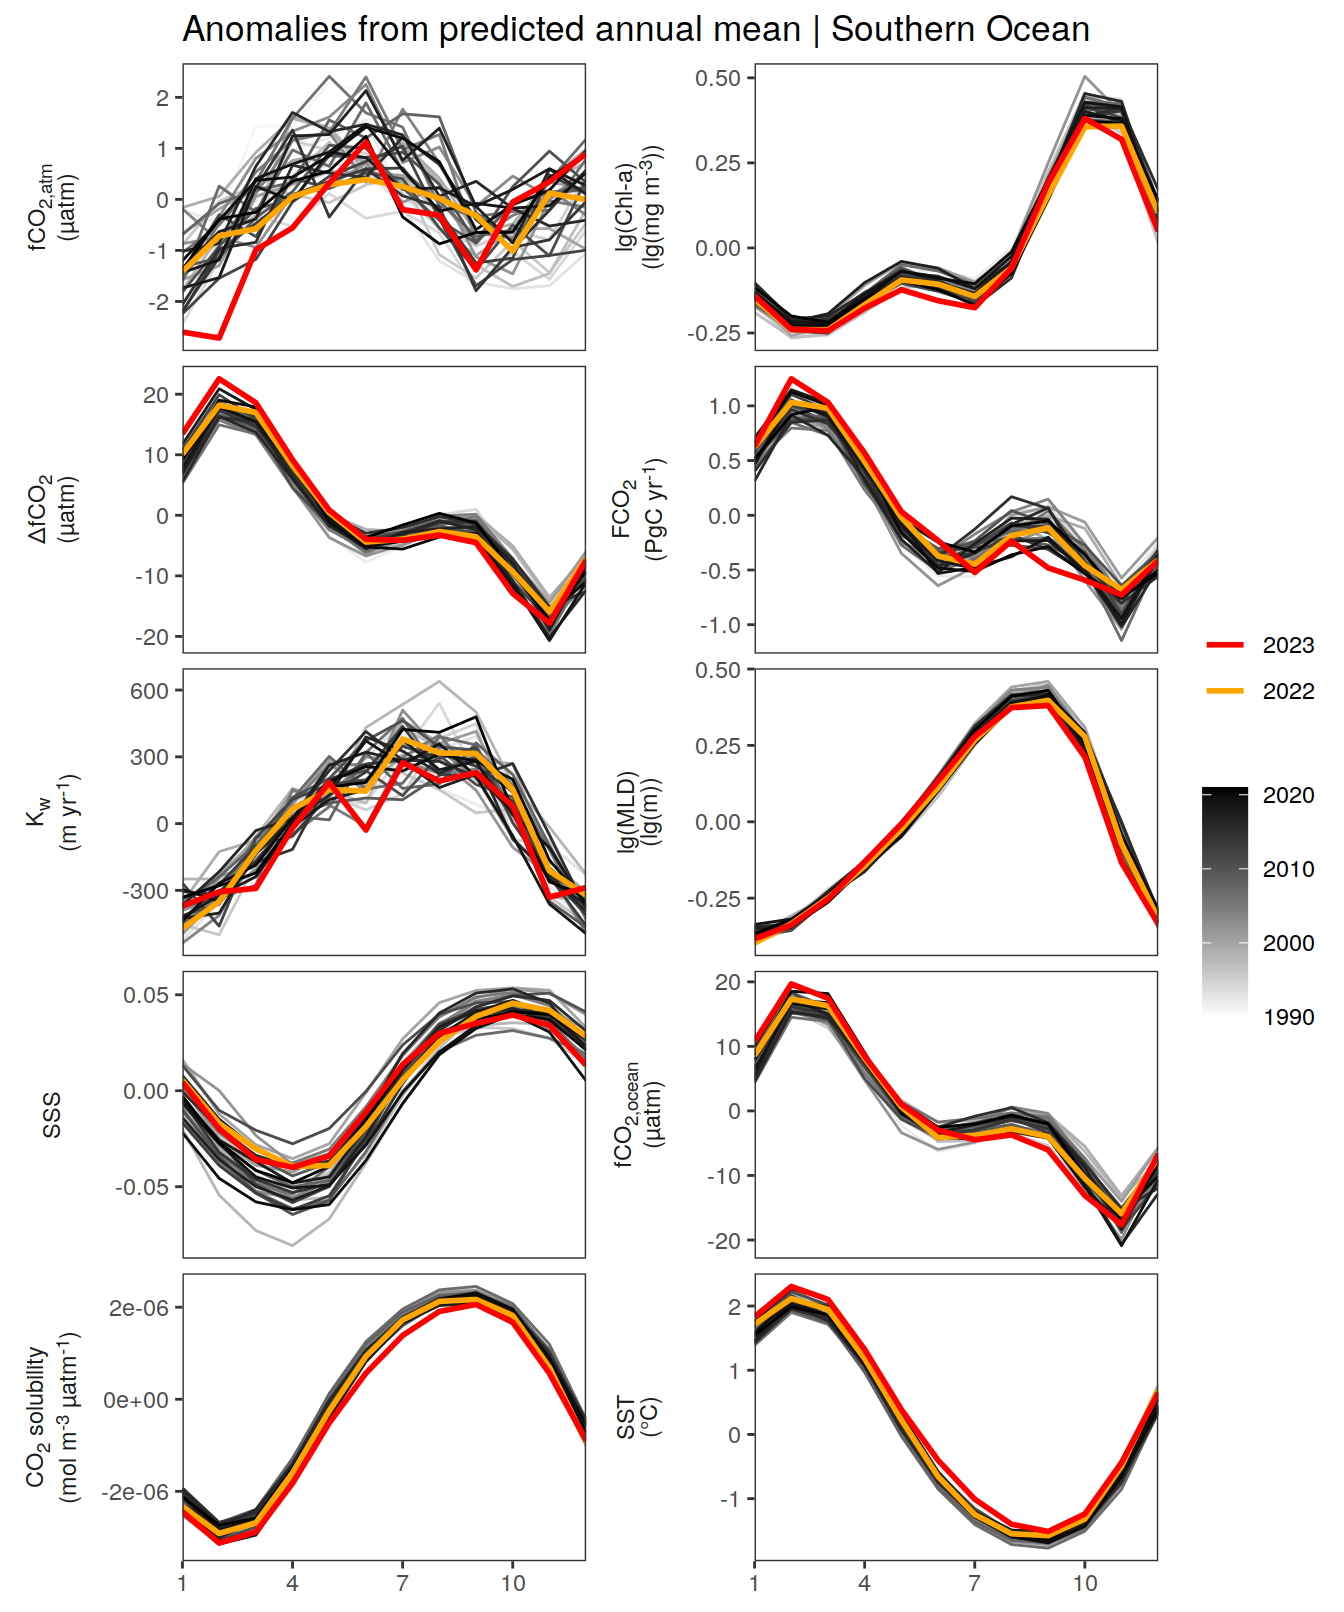 Anomalies from predicted annual mean | Southern Ocean
fCO2,atm
(µatm)
2
1
0
-1
-2
lg(Chl-a)
(lg(mg m-3))
0.50
0.25
0.00
-0.25
ΔfCO2
(µatm)
20
10
0
-10
-20
FCO2
(PgC yr-1)
1.0
0.5
0.0
-0.5
-1.0
Kw
(m yr-1)
600
300
0
-300
lg(MLD)
(lg(m))
0.50
0.25
0.00
-0.25
SSS
0.05
0.00
-0.05
fCO2,ocean
(µatm)
20
10
0
-10
-20
CO2 solubility
(mol m-3 µatm-1)
2e-06
0e+00
-2e-06
1
4
7
10
SST
(°C)
2
1
0
-1
1
4
7
10
2023
2022
2020
2010
2000
1990